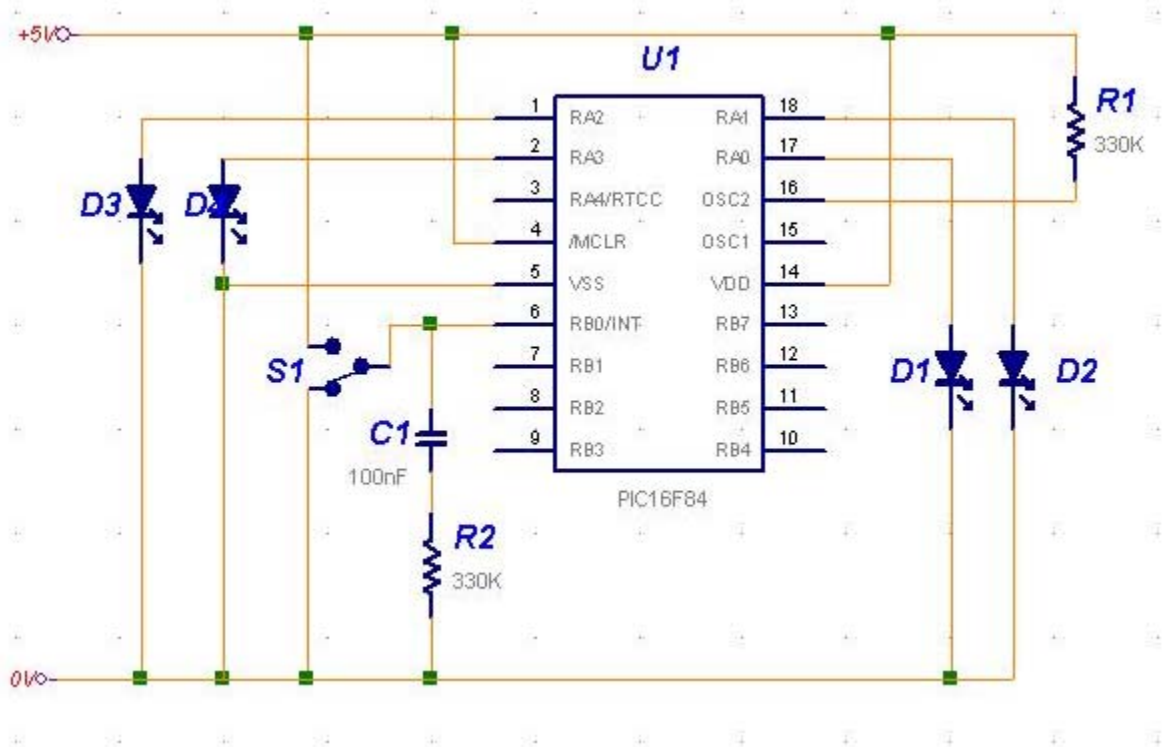 +5V
U1
1 RA2 RA1 18
R1
330K
2 RA3 RA0 17
3 RA4/RTCC OSC2 16
D3 D4
4 /MCLR OSC1 15
5 VSS VDD 14
6 RB0/INT RB7 13
S1
7 RB1 RB6 12
D1 D2
8 RB2 RB5 11
C1
100nF
9 RB3 RB4 10
PIC16F84
R2
330K
0V